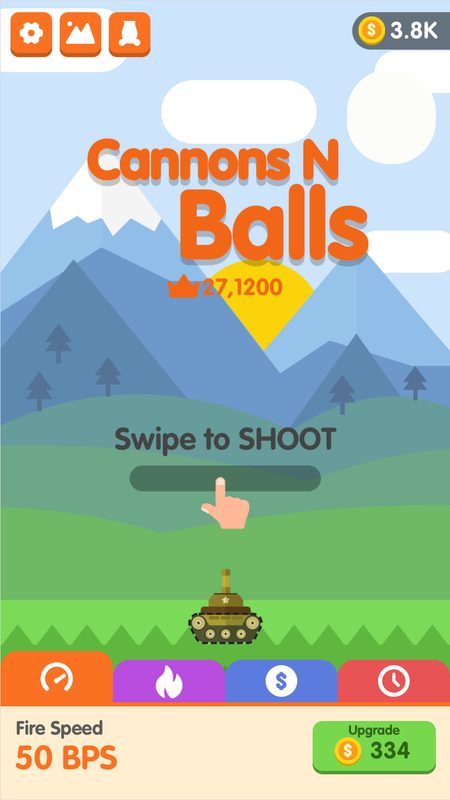 3.8K
Cannons N
Balls
27,1200
Swipe to SHOOT
Fire Speed
50 BPS
Upgrade
334